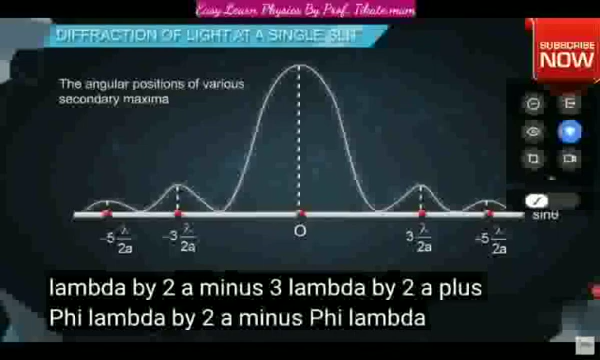 Easy Learn Physics By Prof. Tikate mam
DIFFRACTION OF LIGHT AT A SINGLE SLIT
SUBSCRIBE
NOW
The angular positions of various
secondary maxima
sinθ
-5 λ/2a
-3 λ/2a
O
3 λ/2a
+5 λ/2a
lambda by 2 a minus 3 lambda by 2 a plus
Phi lambda by 2 a minus Phi lambda